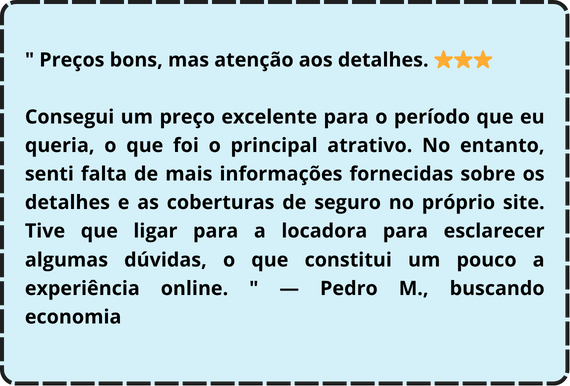 " Preços bons, mas atenção aos detalhes. ⭐⭐⭐
Consegui um preço excelente para o período que eu
queria, o que foi o principal atrativo. No entanto,
senti falta de mais informações fornecidas sobre os
detalhes e as coberturas de seguro no próprio site.
Tive que ligar para a locadora para esclarecer
algumas dúvidas, o que constitui um pouco a
experiência online. " — Pedro M., buscando
economia